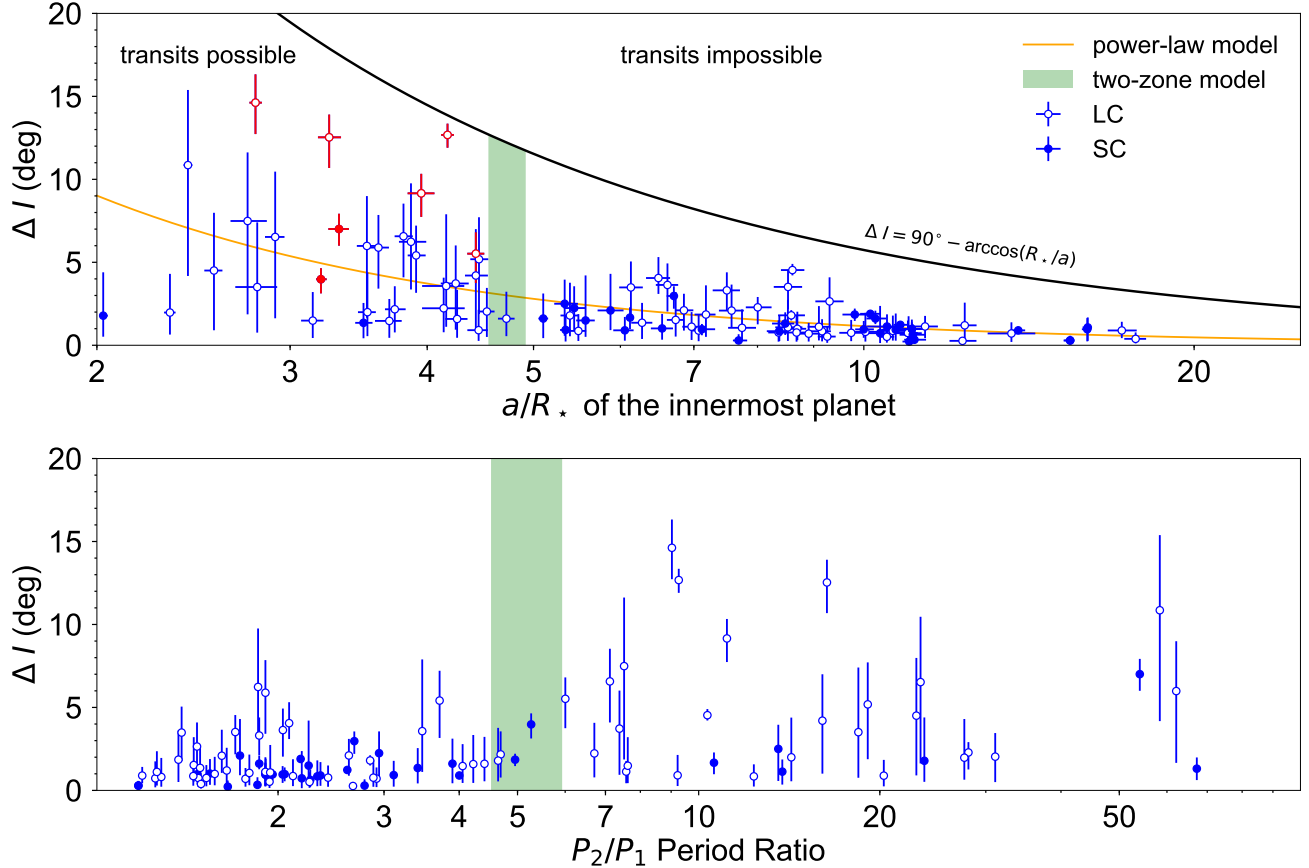 20
15
10
5
0
Δ I (deg)
transits possible
transits impossible
power-law model
two-zone model
LC
SC
Δ I = 90° − arccos(R⋆/a)
2 3 4 5 7 10 20
a/R⋆ of the innermost planet
20
15
10
5
0
Δ I (deg)
2 3 4 5 7 10 20 50
P₂/P₁ Period Ratio